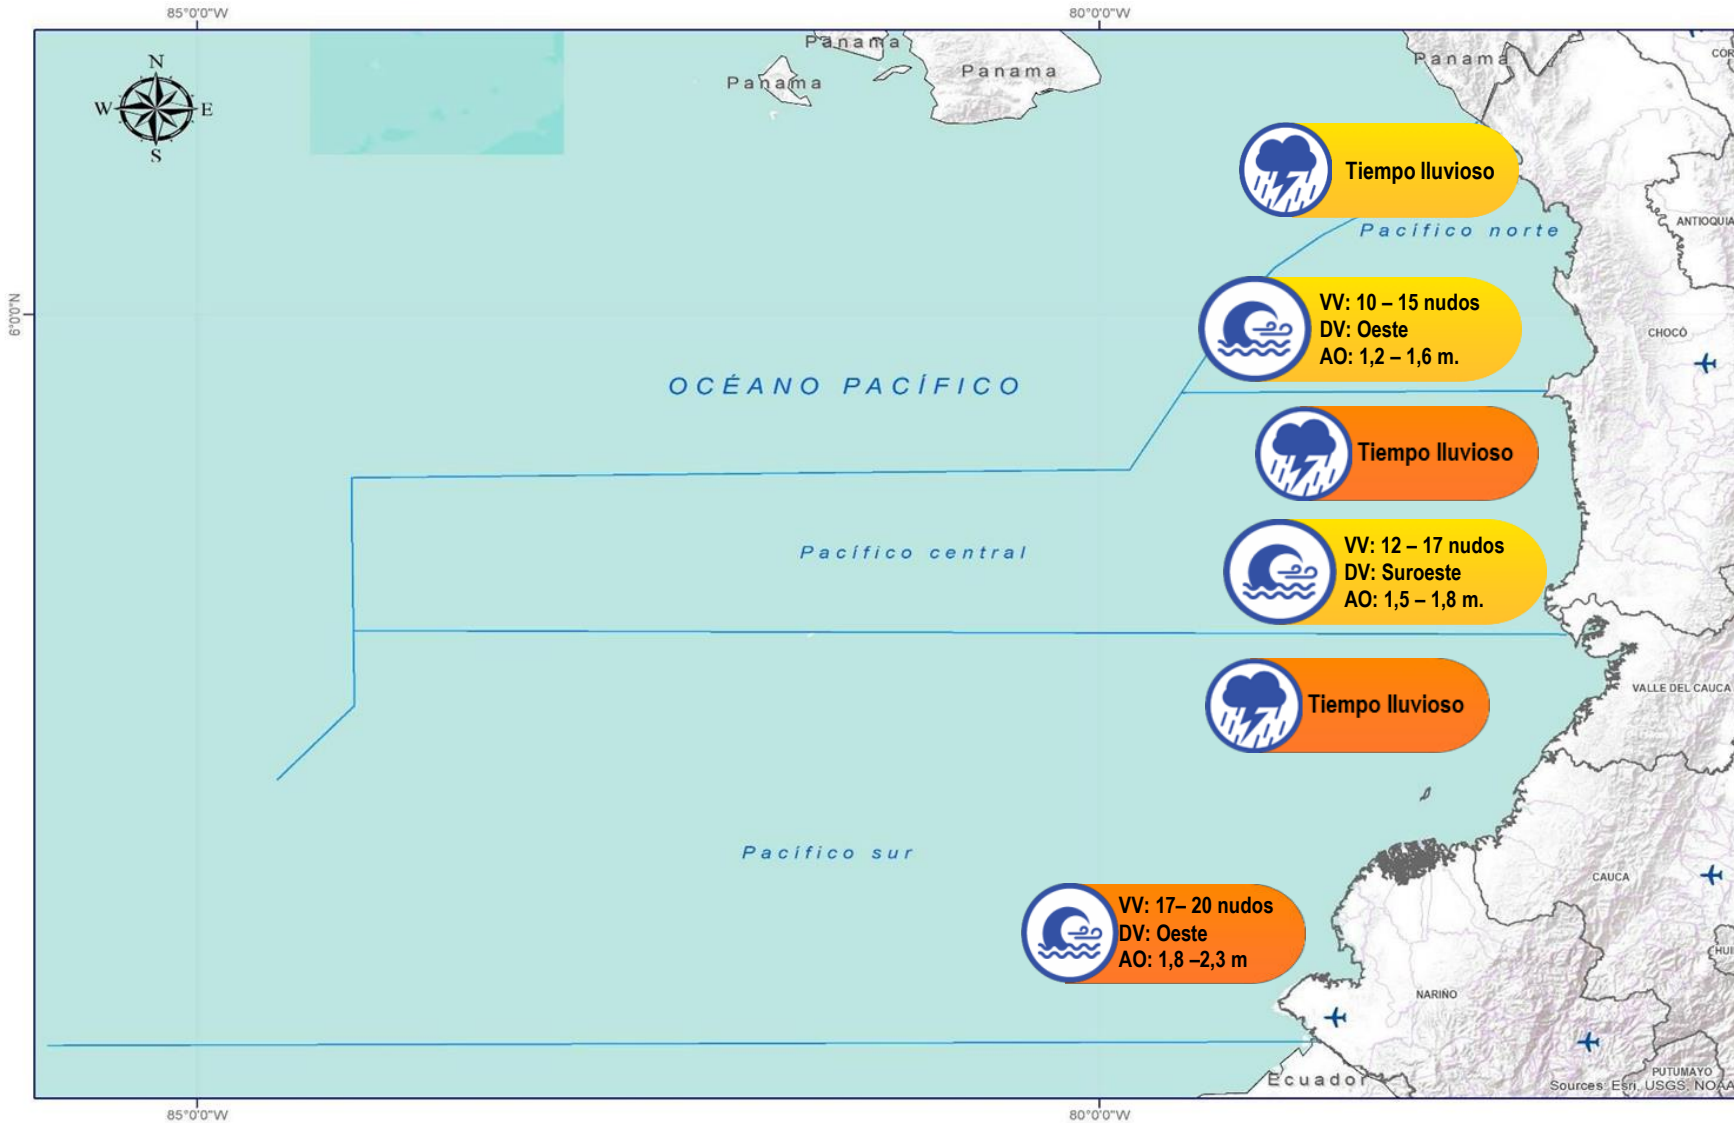 85°0'0"W
80°0'0"W
N
W
E
S
Panama
Panama
Panama
Panama
Tiempo lluvioso
ANTIOQUIA
Pacífico norte
6°0'0"N
VV: 10 – 15 nudos
DV: Oeste
AO: 1,2 – 1,6 m.
CHOCÓ
OCÉANO PACÍFICO
Tiempo lluvioso
Pacífico central
VV: 12 – 17 nudos
DV: Suroeste
AO: 1,5 – 1,8 m.
VALLE DEL CAUCA
Tiempo lluvioso
Pacífico sur
CAUCA
VV: 17– 20 nudos
DV: Oeste
AO: 1,8 –2,3 m
NARIÑO
PUTUMAYO
Ecuador
Sources: Esri, USGS, NOAA
85°0'0"W
80°0'0"W